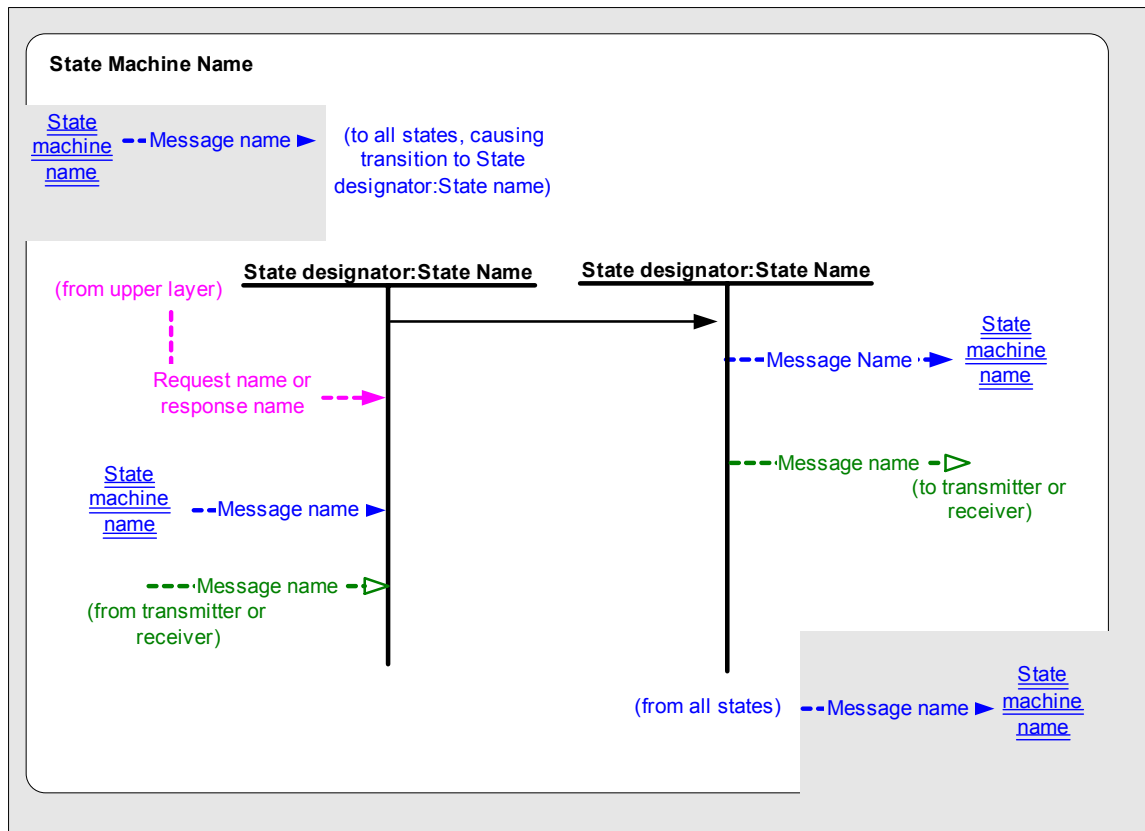 State Machine Name
State
machine
name
Message name
(to all states, causing
transition to State
designator:State name)
State designator:State Name
State designator:State Name
(from upper layer)
Request name or
response name
State
machine
name
Message name
Message name
(from transmitter or
receiver)
Message Name
State
machine
name
Message name
(to transmitter or
receiver)
(from all states)
Message name
State
machine
name